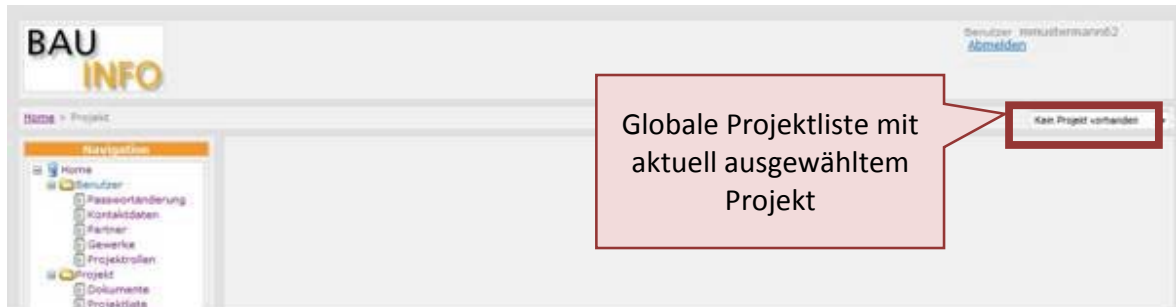 BAU
INFO
Benutzer mmustermann62
Abmelden
Home > Projekt
Kein Projekt vorhanden
Globale Projektliste mit
aktuell ausgewähltem
Projekt
Navigation
Home
Benutzer
Passwortänderung
Kontaktdaten
Partner
Gewerke
Projektrollen
Projekt
Dokumente
Projektliste